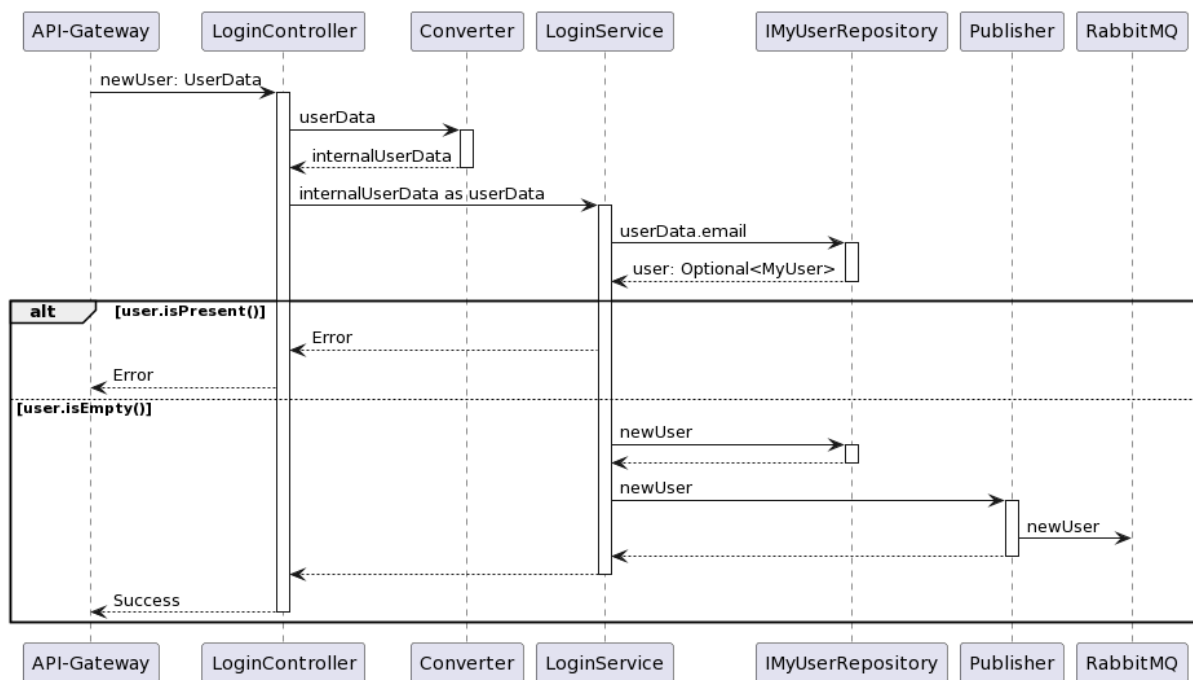 API-Gateway LoginController Converter LoginService IMyUserRepository Publisher RabbitMQ
newUser: UserData
userData
internalUserData
internalUserData as userData
userData.email
user: Optional<MyUser>
alt [user.isPresent()]
Error
Error
[user.isEmpty()]
newUser
newUser
newUser
Success
API-Gateway LoginController Converter LoginService IMyUserRepository Publisher RabbitMQ